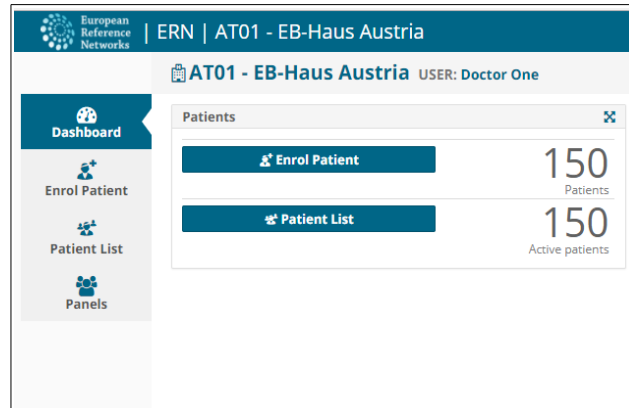 European
Reference
Networks
| ERN | AT01 - EB-Haus Austria
AT01 - EB-Haus Austria USER: Doctor One
Dashboard
Enrol Patient
Patient List
Panels
Patients
Enrol Patient
150
Patients
Patient List
150
Active patients